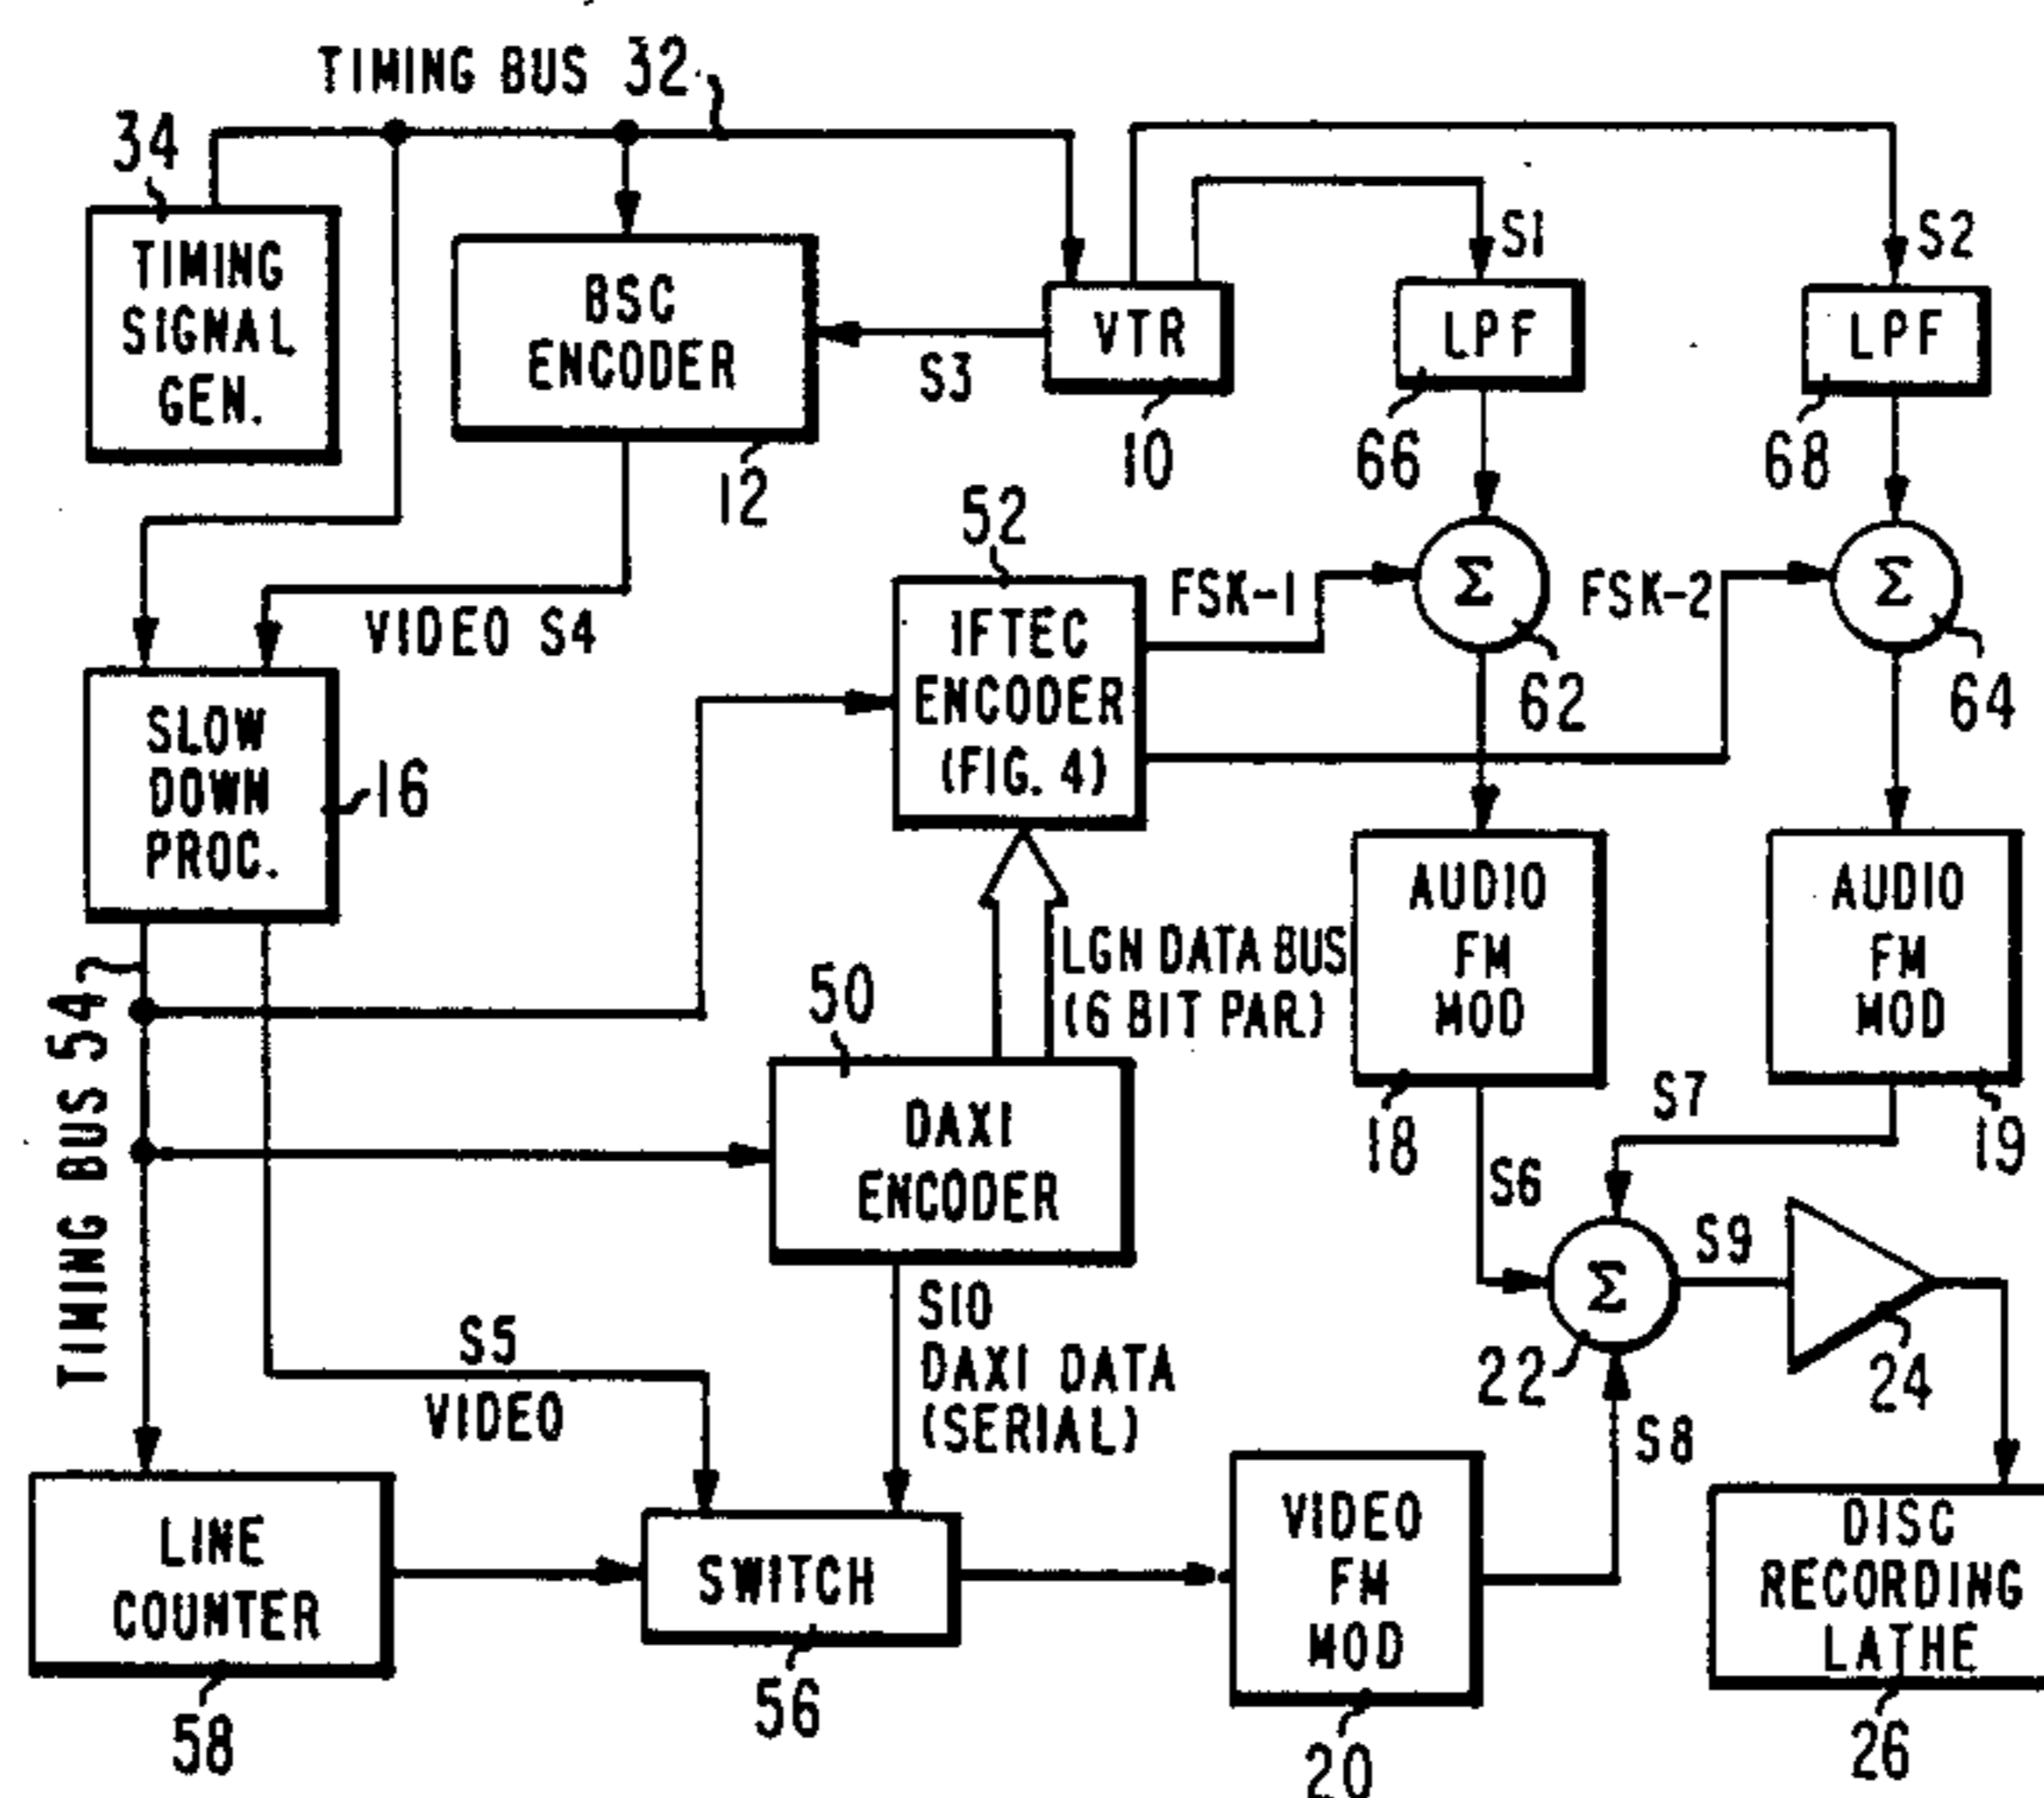 TIMING BUS 32
34
TIMING
SIGNAL
GEN.
BSC
ENCODER
12
S3
VTR
10
S1
LPF
66
S2
LPF
68
VIDEO S4
52
IFTEC
ENCODER
(FIG. 4)
FSK-1
Σ
62
FSK-2
Σ
64
SLOW
DOWN
PROC.
16
TIMING BUS 54
LGN DATA BUS
(6 BIT PAR.)
50
DAXI
ENCODER
AUDIO
FM
MOD
18
AUDIO
FM
MOD
19
S7
S6
Σ
22
S9
24
S8
S5
VIDEO
S10
DAXI DATA
(SERIAL)
LINE
COUNTER
58
SWITCH
56
VIDEO
FM
MOD
20
DISC
RECORDING
LATHE
26